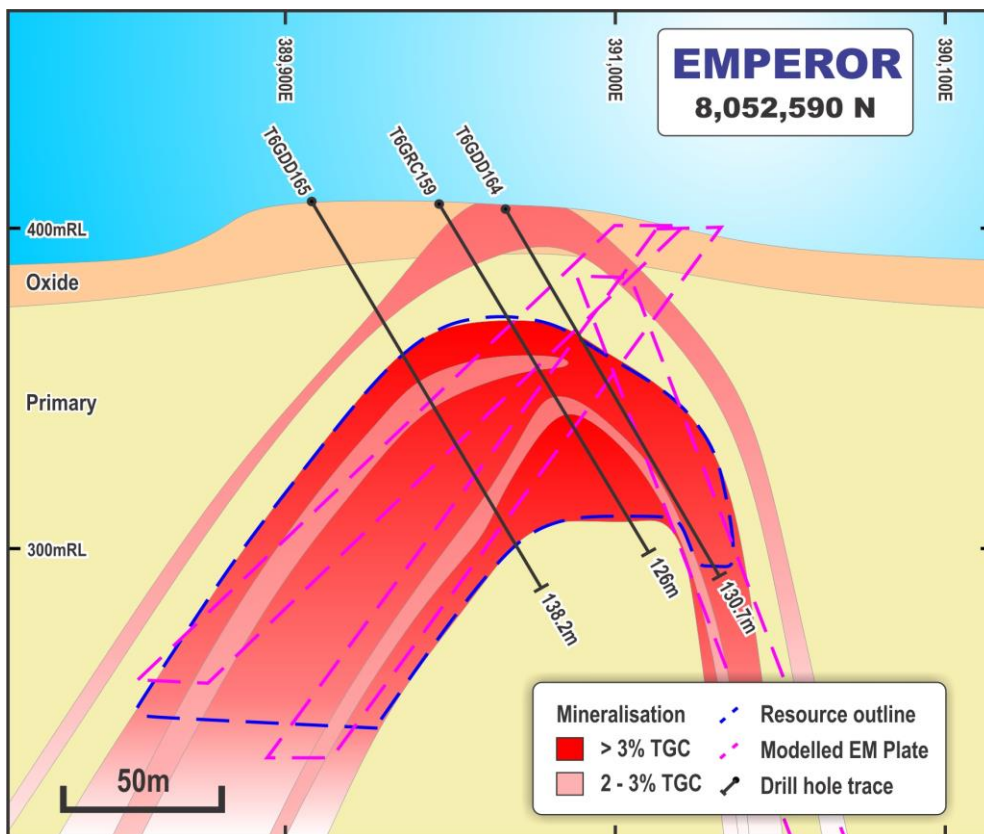 389,900E
391,000E
390,100E
EMPEROR
8,052,590 N
T6GDD165
T6GRC159
T6GDD164
400mRL
Oxide
Primary
300mRL
138.2m
126m
130.7m
50m
Mineralisation
> 3% TGC
2 - 3% TGC
Resource outline
Modelled EM Plate
Drill hole trace